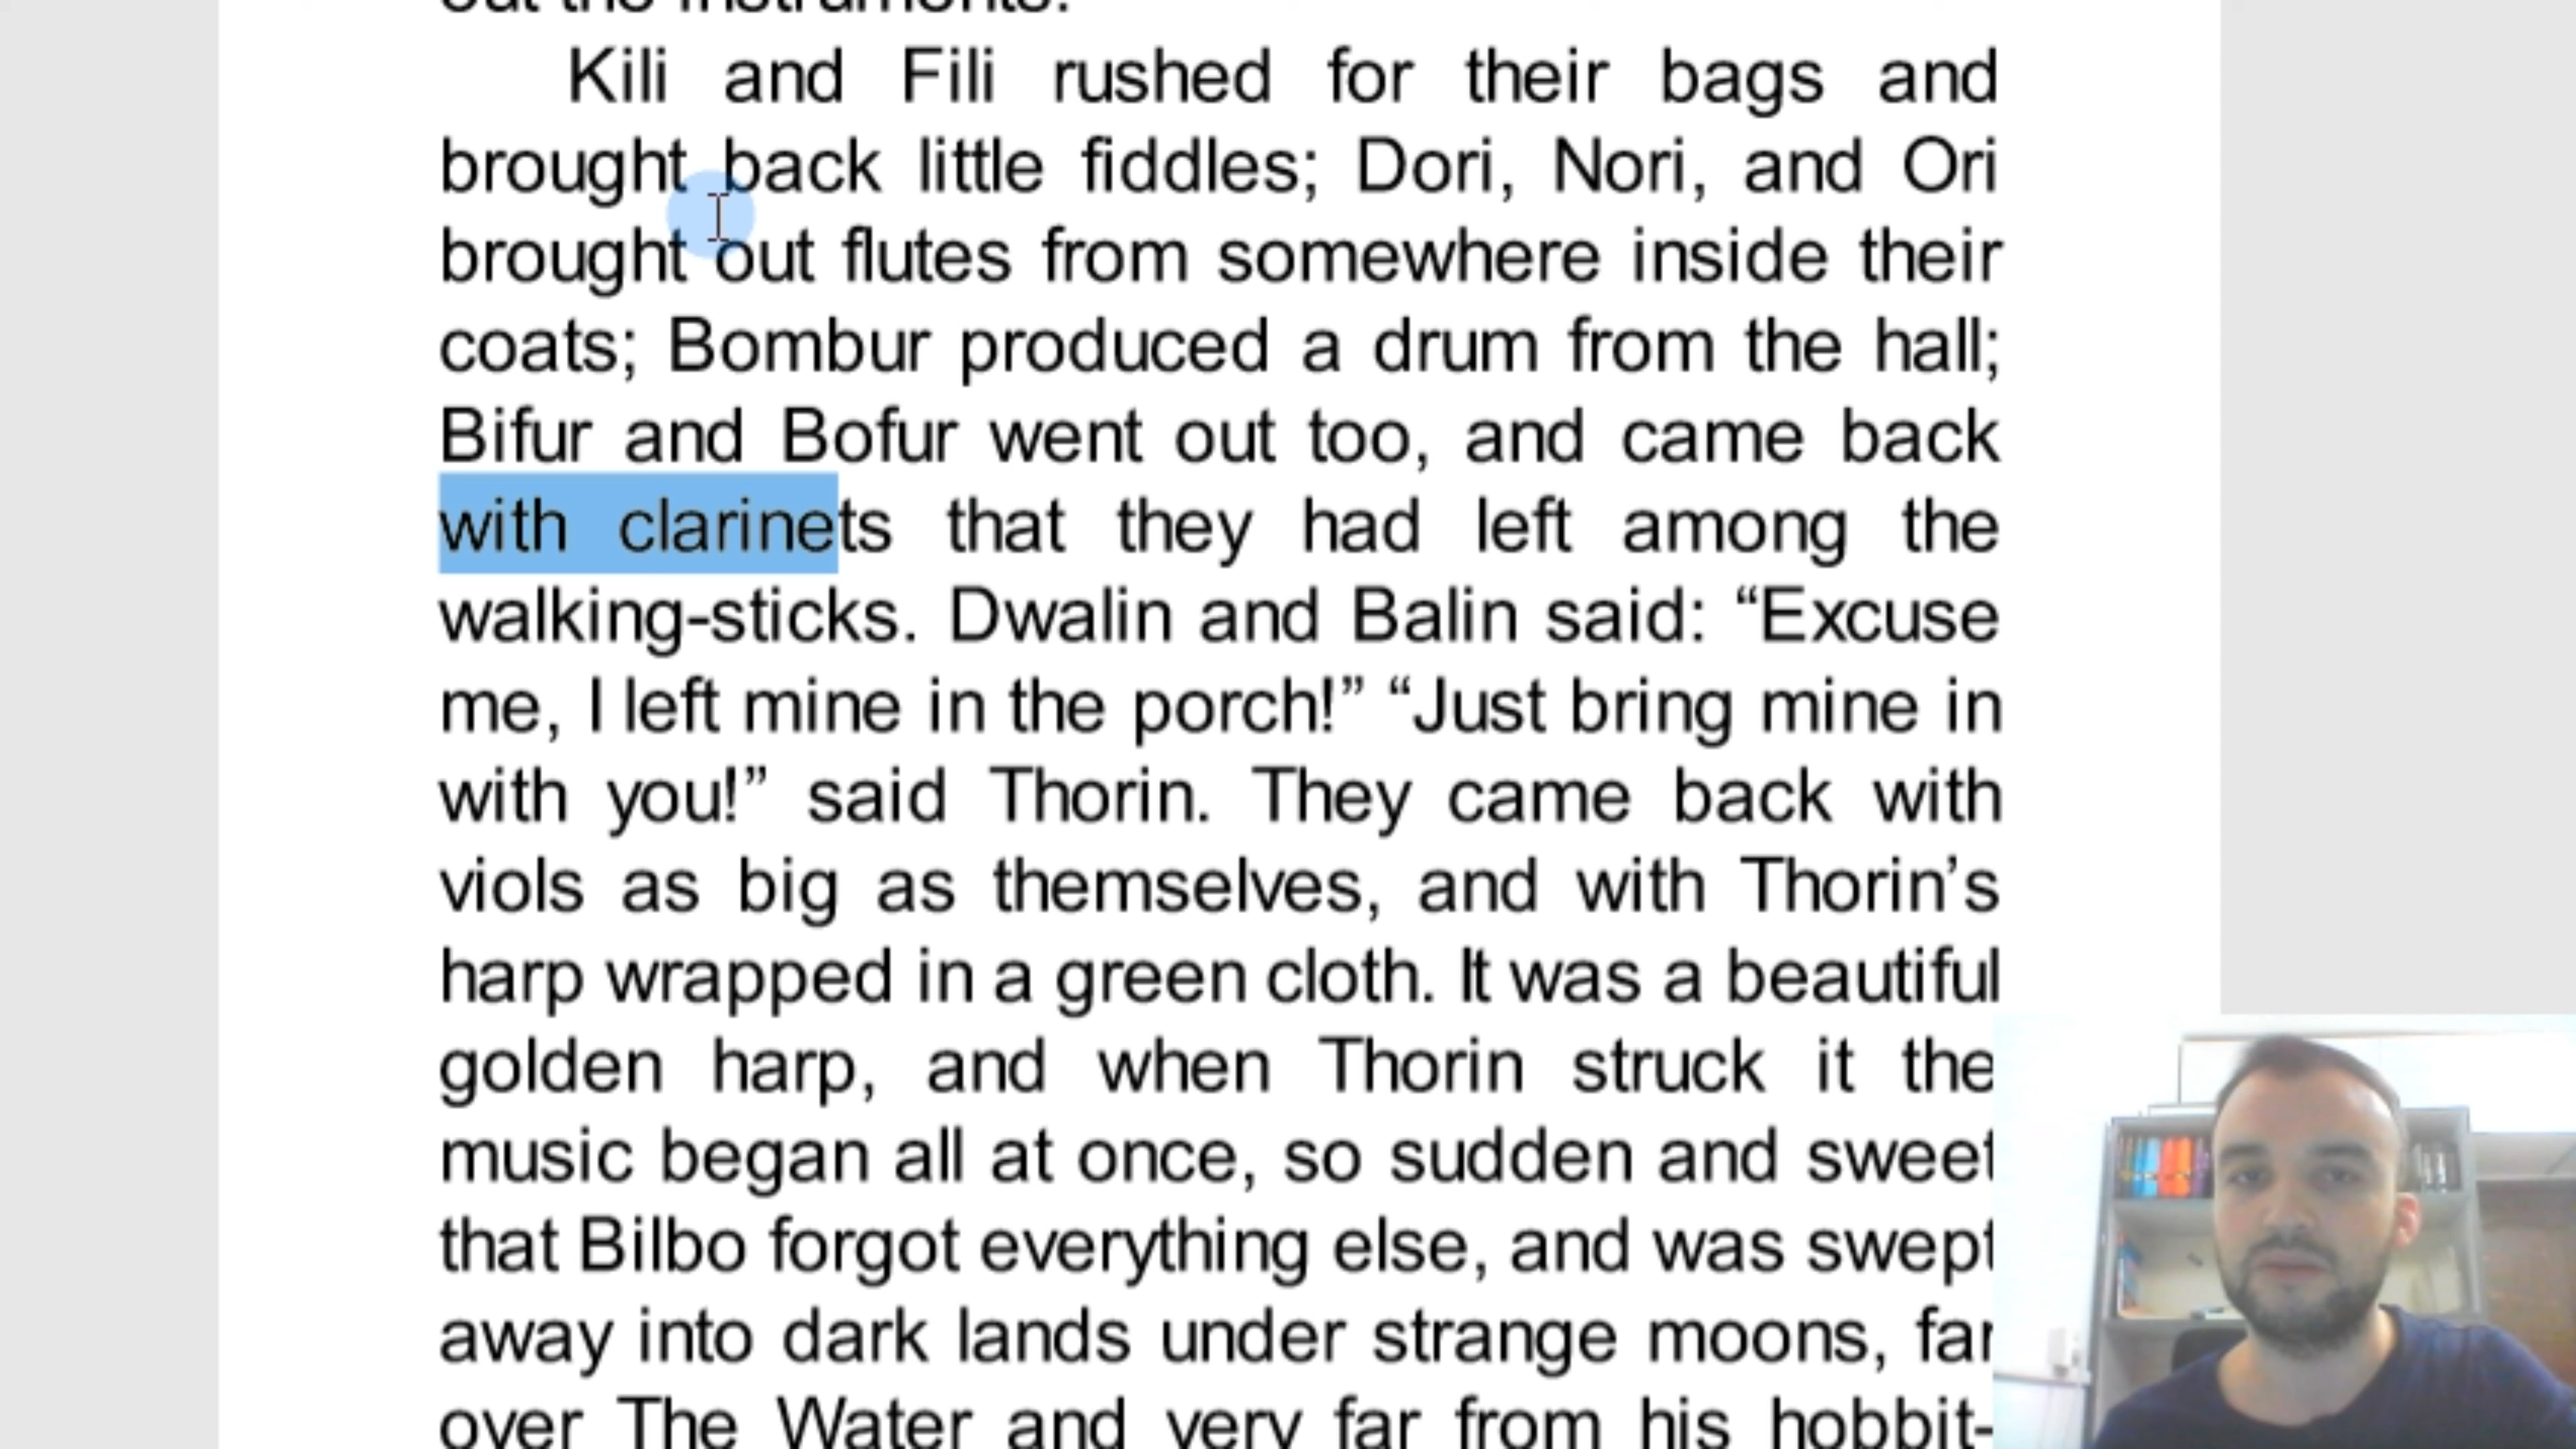 out the instruments.
Kili and Fili rushed for their bags and
brought back little fiddles; Dori, Nori, and Ori
brought out flutes from somewhere inside their
coats; Bombur produced a drum from the hall;
Bifur and Bofur went out too, and came back
with clarinets that they had left among the
walking-sticks. Dwalin and Balin said: “Excuse
me, I left mine in the porch!” “Just bring mine in
with you!” said Thorin. They came back with
viols as big as themselves, and with Thorin’s
harp wrapped in a green cloth. It was a beautiful
golden harp, and when Thorin struck it the
music began all at once, so sudden and sweet
that Bilbo forgot everything else, and was swept
away into dark lands under strange moons, far
over The Water and very far from his hobbit-